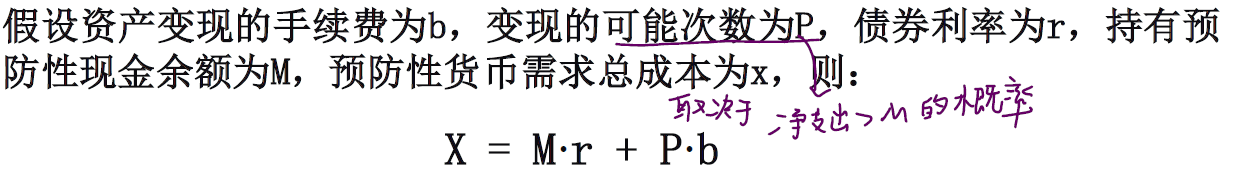 假设资产变现的手续费为b，变现的可能次数为P，债券利率为r，持有预
防性现金余额为M，预防性货币需求总成本为x，则：
取决于 净支出＞M 的概率
X = M·r + P·b